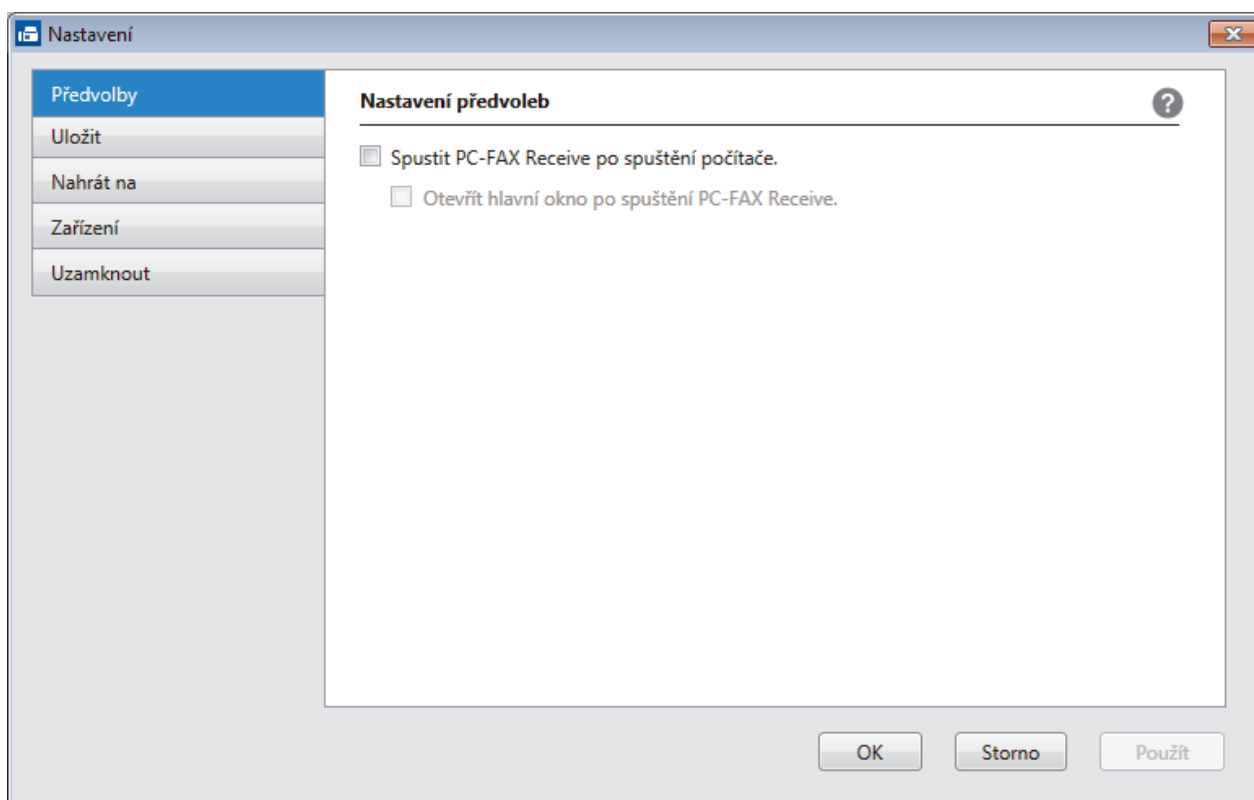 Nastavení
Předvolby
Uložit
Nahrát na
Zařízení
Uzamknout
Nastavení předvoleb
?
Spustit PC-FAX Receive po spuštění počítače.
Otevřít hlavní okno po spuštění PC-FAX Receive.
OK
Storno
Použít